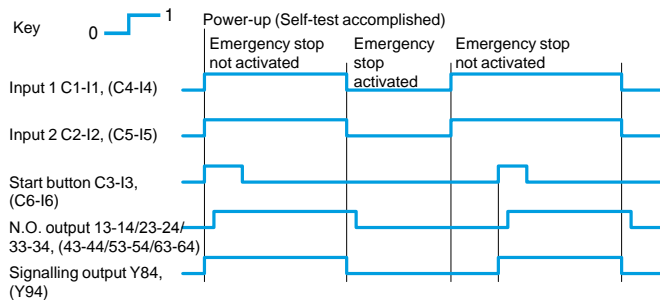 Key
0
1
Power-up (Self-test accomplished)
Emergency stop
not activated
Emergency
stop
activated
Emergency stop
not activated
Input 1 C1-I1, (C4-I4)
Input 2 C2-I2, (C5-I5)
Start button C3-I3,
(C6-I6)
N.O. output 13-14/23-24/
33-34, (43-44/53-54/63-64)
Signalling output Y84,
(Y94)